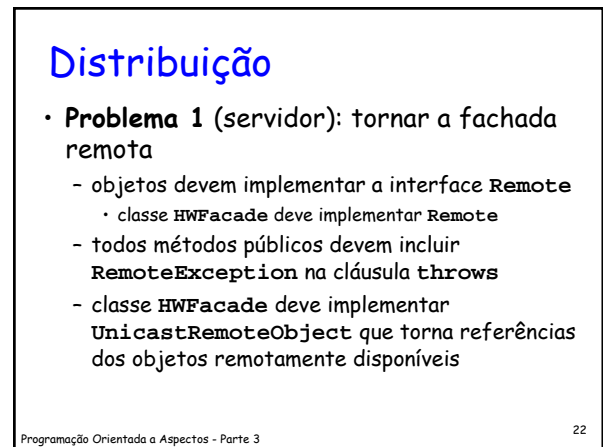 Distribuição
• Problema 1 (servidor): tornar a fachada
remota
– objetos devem implementar a interface Remote
• classe HWFacade deve implementar Remote
– todos métodos públicos devem incluir
RemoteException na cláusula throws
– classe HWFacade deve implementar
UnicastRemoteObject que torna referências
dos objetos remotamente disponíveis
Programação Orientada a Aspectos - Parte 3
22